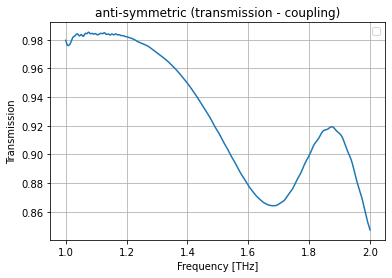 anti-symmetric (transmission - coupling)
0.98
0.96
0.94
0.92
0.90
0.88
0.86
Transmission
1.0 1.2 1.4 1.6 1.8 2.0
Frequency [THz]